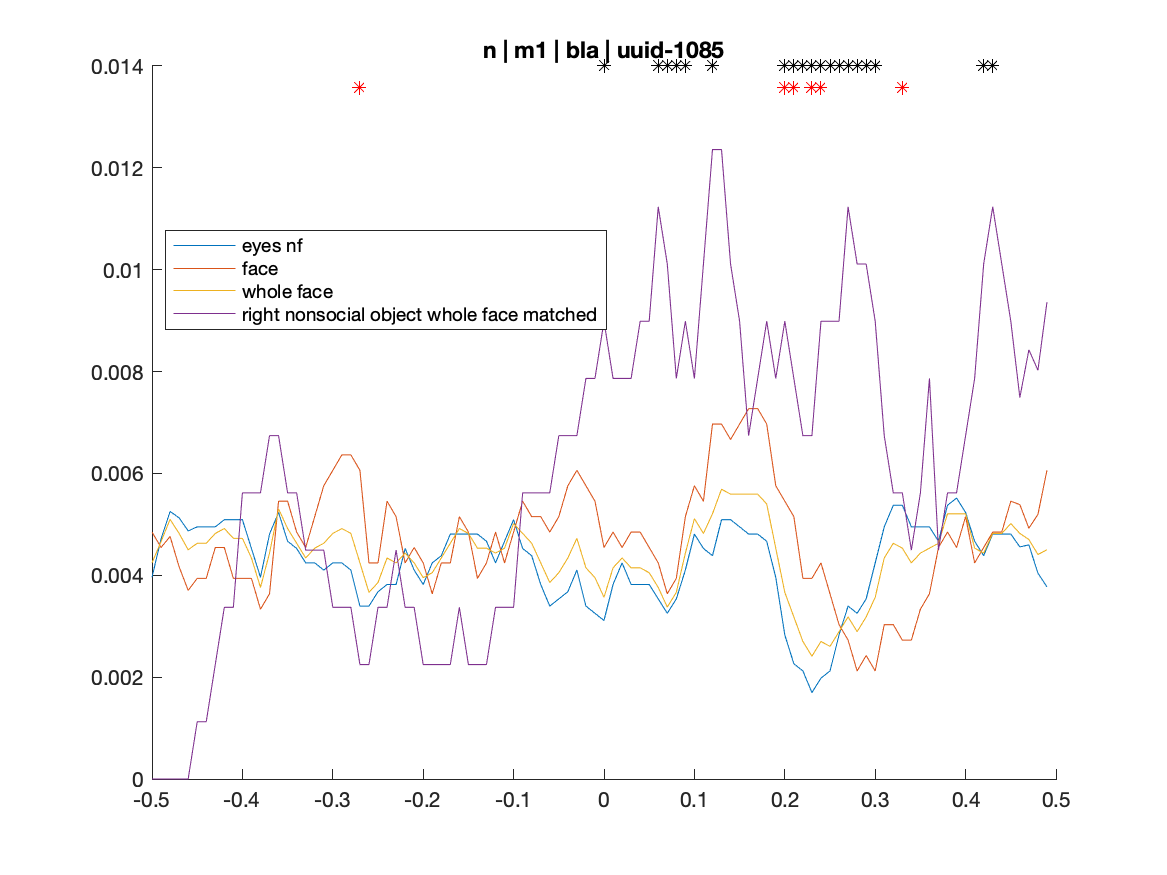 n | m1 | bla | uuid-1085
0.014
0.012
0.01
0.008
0.006
0.004
0.002
0
eyes nf
face
whole face
right nonsocial object whole face matched
-0.5 -0.4 -0.3 -0.2 -0.1 0 0.1 0.2 0.3 0.4 0.5